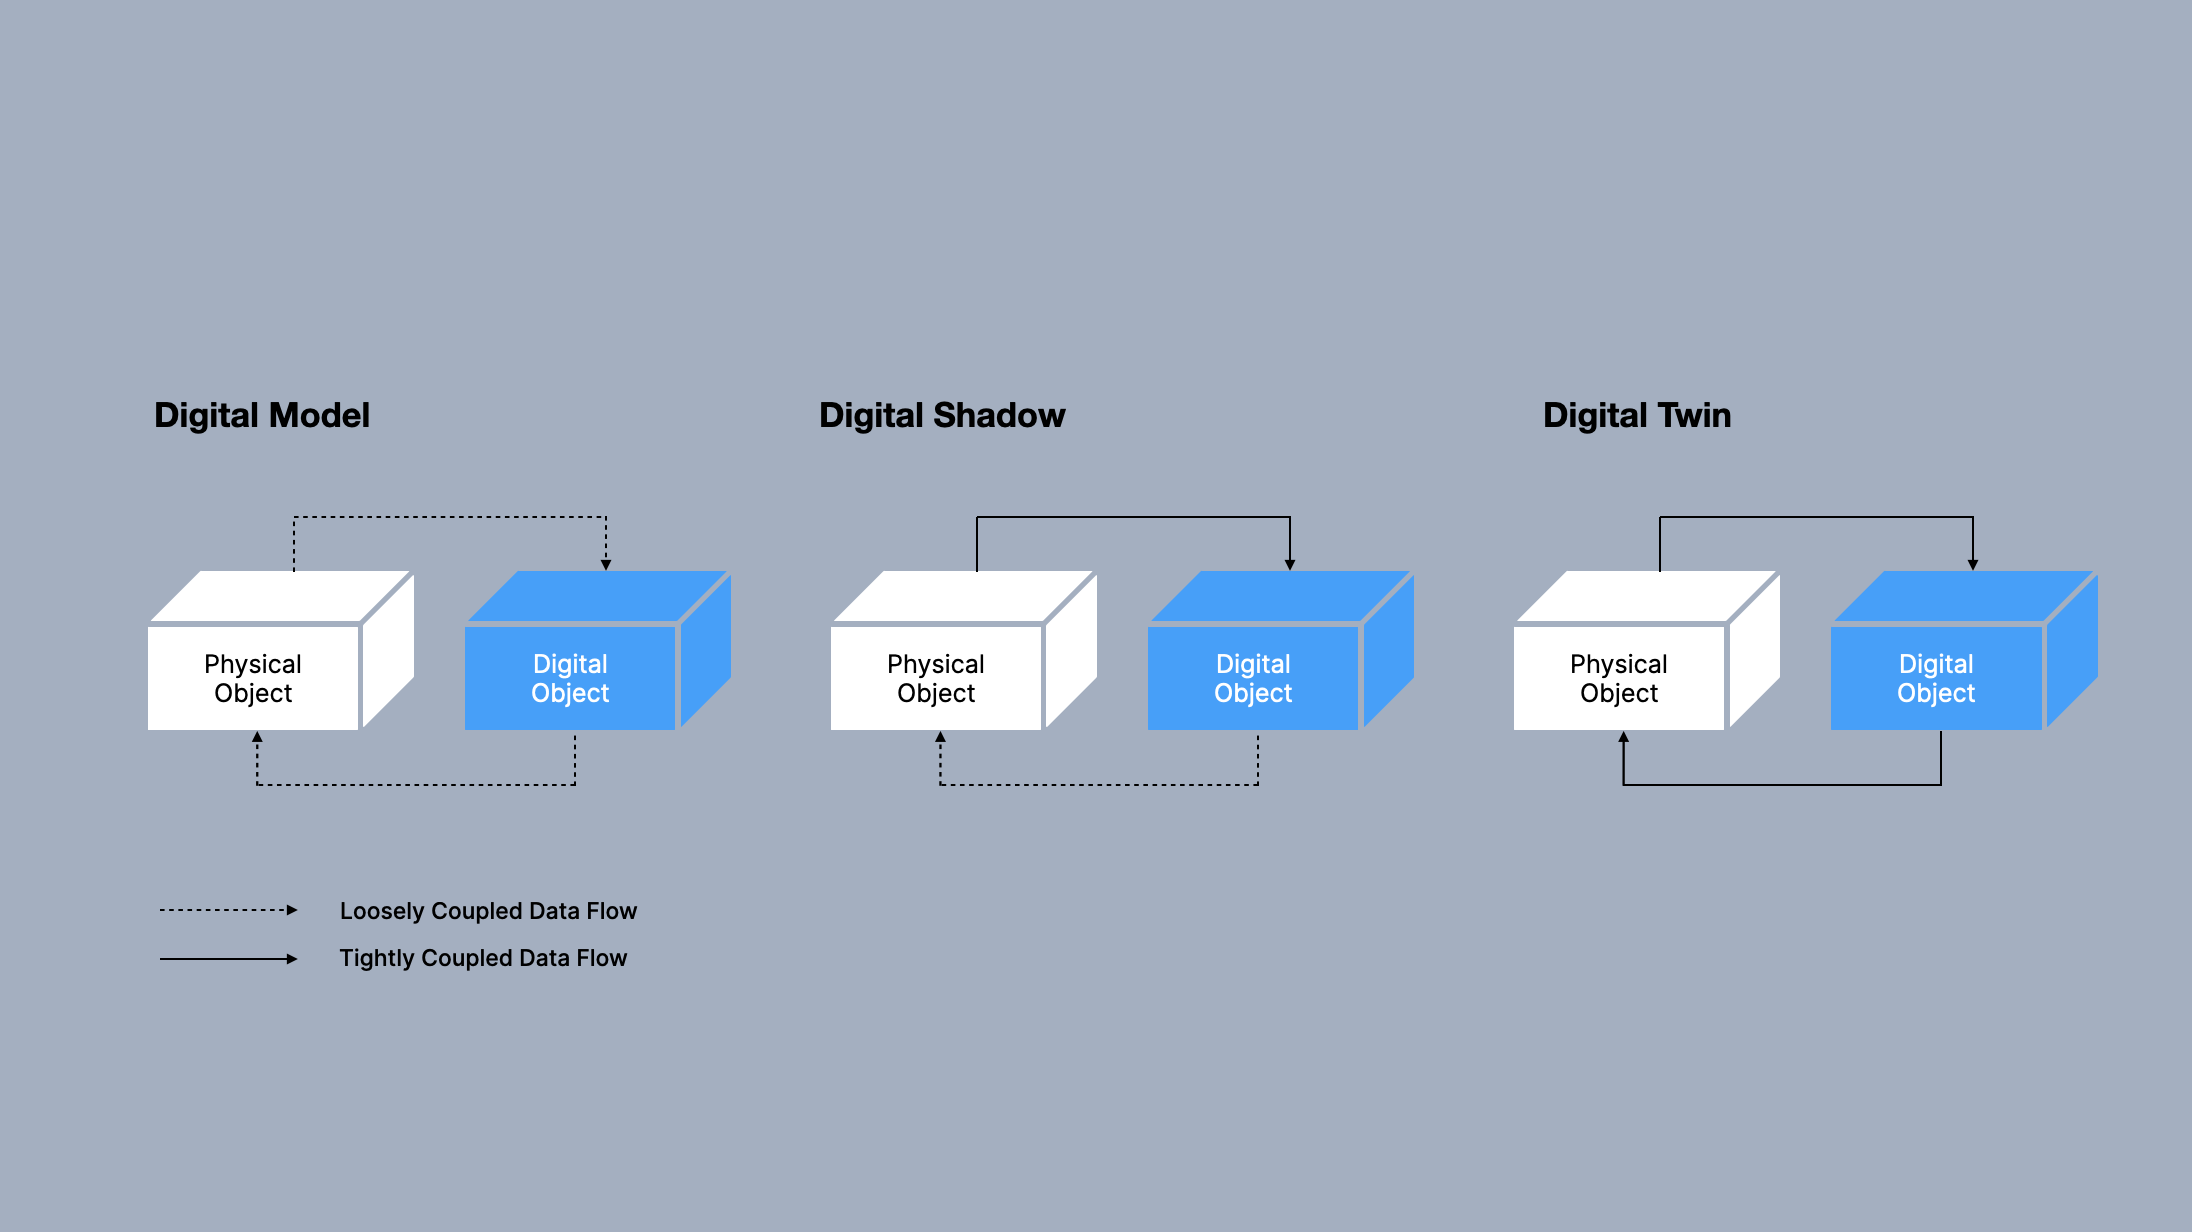 Digital Model
Digital Shadow
Digital Twin
Physical
Object
Digital
Object
Physical
Object
Digital
Object
Physical
Object
Digital
Object
Loosely Coupled Data Flow
Tightly Coupled Data Flow